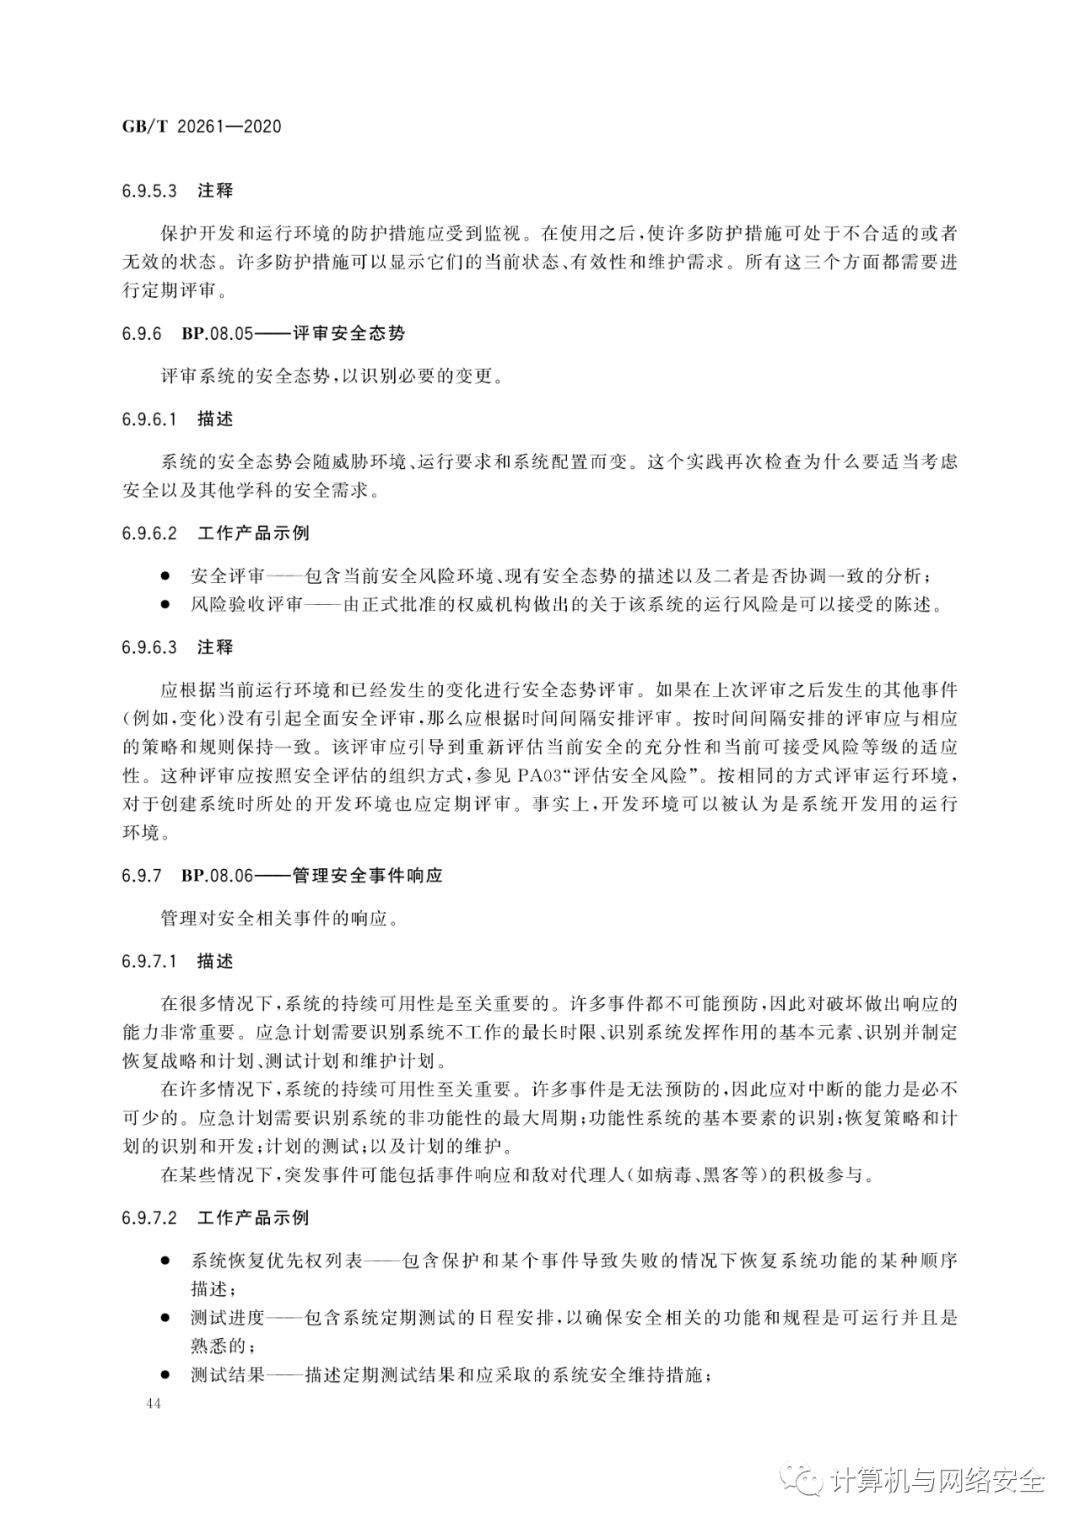 GB/T 20261—2020
6.9.5.3 注释
保护开发和运行环境的防护措施应受到监视。在使用之后,使许多防护措施可处于不合适的或者
无效的状态。许多防护措施可以显示它们的当前状态、有效性和维护需求。所有这三个方面都需要进
行定期评审。
6.9.6 BP.08.05——评审安全态势
评审系统的安全态势,以识别必要的变更。
6.9.6.1 描述
系统的安全态势会随威胁环境、运行要求和系统配置而变。这个实践再次检查为什么要适当考虑
安全以及其他学科的安全需求。
6.9.6.2 工作产品示例
● 安全评审——包含当前安全风险环境、现有安全态势的描述以及二者是否协调一致的分析;
● 风险验收评审——由正式批准的权威机构做出的关于该系统的运行风险是可以接受的陈述。
6.9.6.3 注释
应根据当前运行环境和已经发生的变化进行安全态势评审。如果在上次评审之后发生的其他事件
(例如,变化)没有引起全面安全评审,那么应根据时间间隔安排评审。按时间间隔安排的评审应与相应
的策略和规则保持一致。该评审应引导到重新评估当前安全的充分性和当前可接受风险等级的适应
性。这种评审应按照安全评估的组织方式,参见 PA03“评估安全风险”。按相同的方式评审运行环境,
对于创建系统时所处的开发环境也应定期评审。事实上,开发环境可以被认为是系统开发用的运行
环境。
6.9.7 BP.08.06——管理安全事件响应
管理对安全相关事件的响应。
6.9.7.1 描述
在很多情况下,系统的持续可用性是至关重要的。许多事件都不可能预防,因此对破坏做出响应的
能力非常重要。应急计划需要识别系统不工作的最长时限、识别系统发挥作用的基本元素、识别并制定
恢复战略和计划、测试计划和维护计划。
在许多情况下,系统的持续可用性至关重要。许多事件是无法预防的,因此应对中断的能力是必不
可少的。应急计划需要识别系统的非功能性的最大周期;功能性系统的基本要素的识别;恢复策略和计
划的识别和开发;计划的测试;以及计划的维护。
在某些情况下,突发事件可能包括事件响应和敌对代理人(如病毒、黑客等)的积极参与。
6.9.7.2 工作产品示例
● 系统恢复优先权列表——包含保护和某个事件导致失败的情况下恢复系统功能的某种顺序
描述;
● 测试进度——包含系统定期测试的日程安排,以确保安全相关的功能和规程是可运行并且是
熟悉的;
● 测试结果——描述定期测试结果和应采取的系统安全维持措施;
44
计算机与网络安全